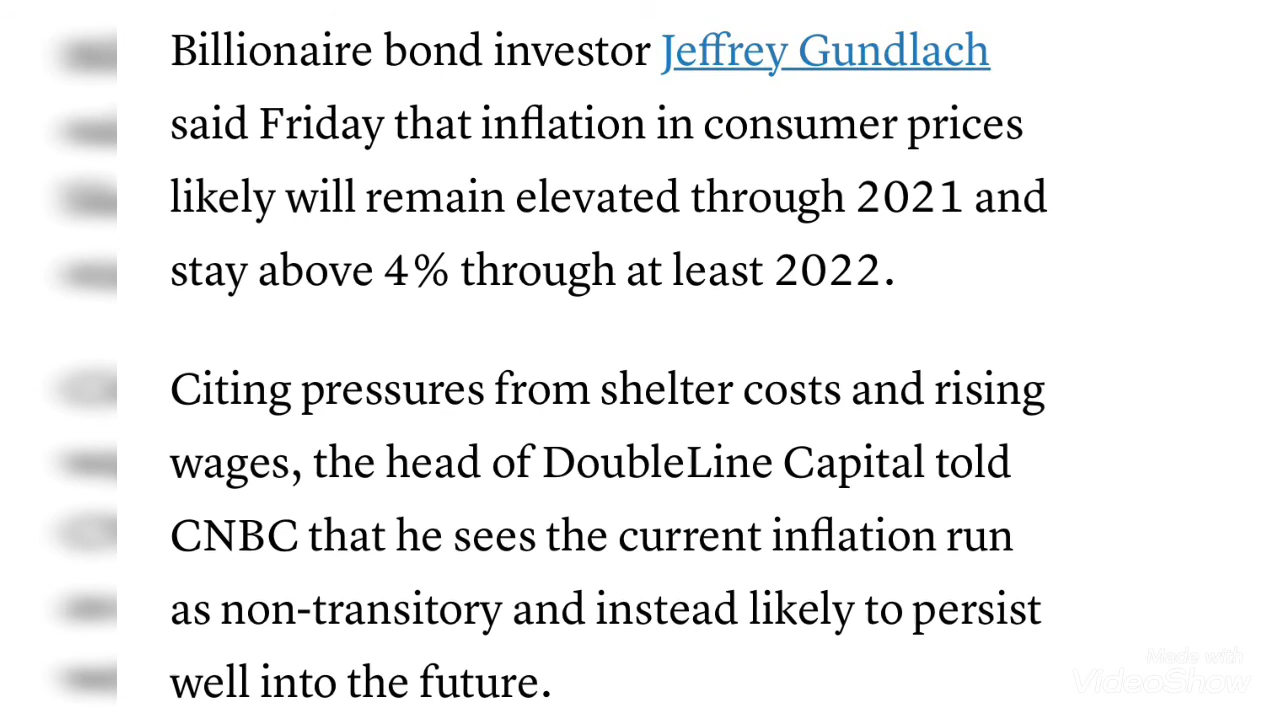 Billionaire bond investor Jeffrey Gundlach
said Friday that inflation in consumer prices
likely will remain elevated through 2021 and
stay above 4% through at least 2022.
Citing pressures from shelter costs and rising
wages, the head of DoubleLine Capital told
CNBC that he sees the current inflation run
as non-transitory and instead likely to persist
well into the future.
Made with
VideoShow